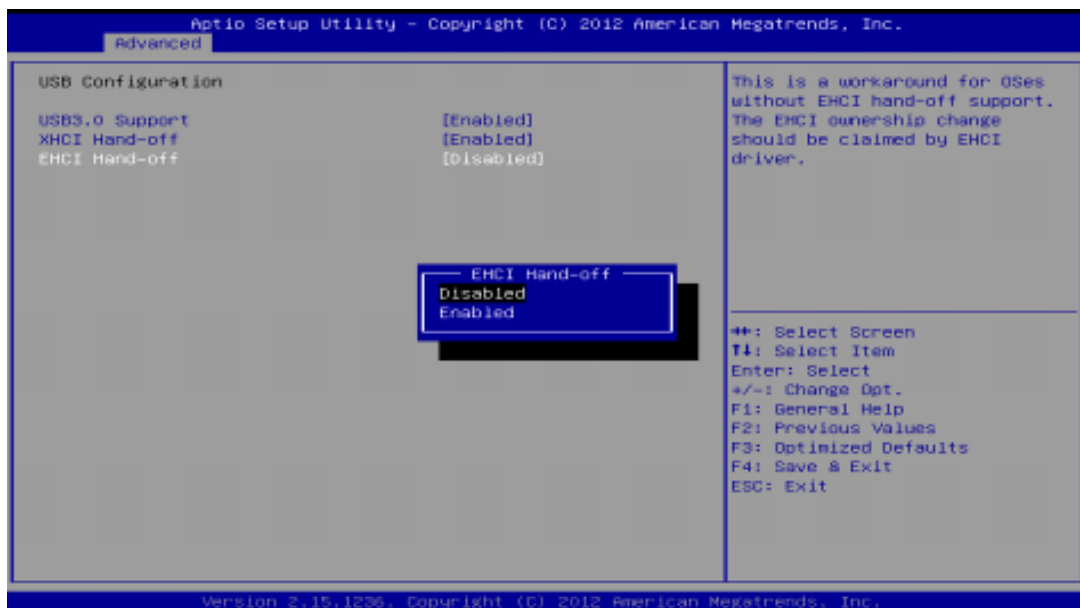 Aptio Setup Utility – Copyright (C) 2012 American Megatrends, Inc.
Advanced
USB Configuration
USB3.0 Support [Enabled]
XHCI Hand-off [Enabled]
EHCI Hand-off [Disabled]
This is a workaround for OSes
without EHCI hand-off support.
The EHCI ownership change
should be claimed by EHCI
driver.
EHCI Hand-off
Disabled
Enabled
→←: Select Screen
↑↓: Select Item
Enter: Select
+/-: Change Opt.
F1: General Help
F2: Previous Values
F3: Optimized Defaults
F4: Save & Exit
ESC: Exit
Version 2.15.1236. Copyright (C) 2012 American Megatrends, Inc.